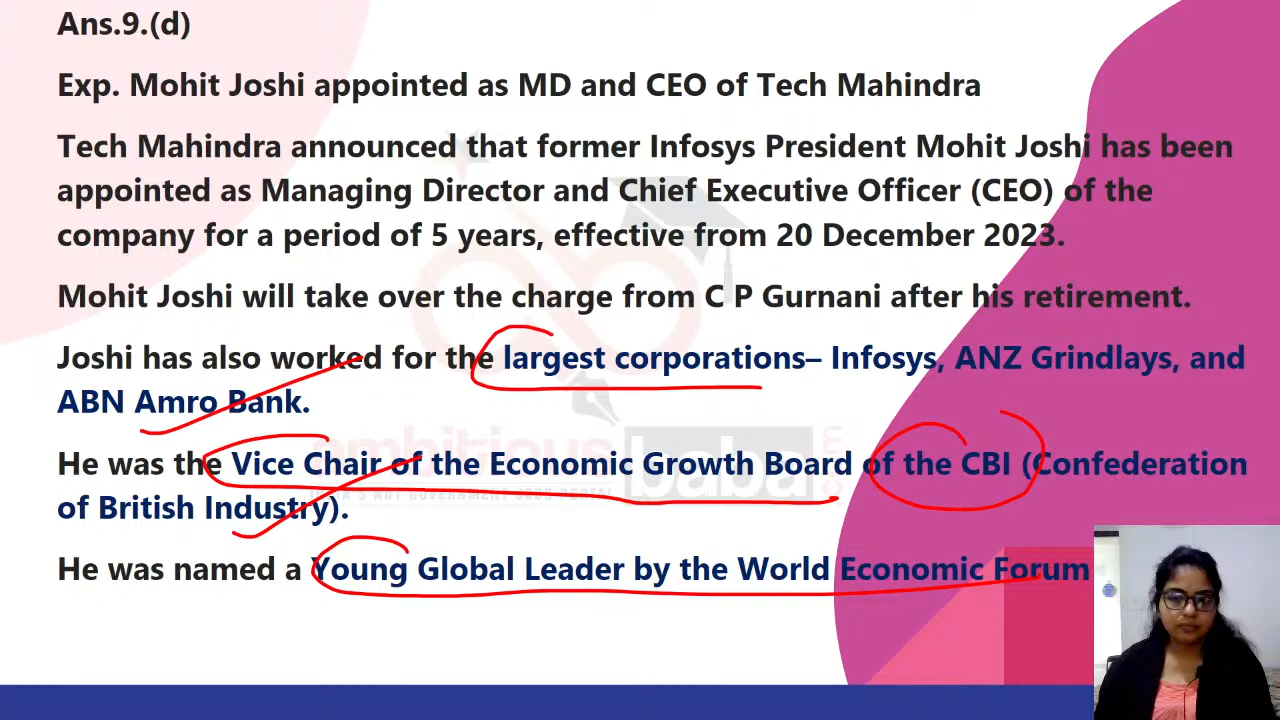 Ans.9.(d)
Exp. Mohit Joshi appointed as MD and CEO of Tech Mahindra
Tech Mahindra announced that former Infosys President Mohit Joshi has been
appointed as Managing Director and Chief Executive Officer (CEO) of the
company for a period of 5 years, effective from 20 December 2023.
Mohit Joshi will take over the charge from C P Gurnani after his retirement.
Joshi has also worked for the largest corporations– Infosys, ANZ Grindlays, and
ABN Amro Bank.
ambitious baba
He was the Vice Chair of the Economic Growth Board of the CBI (Confederation
of British Industry).
He was named a Young Global Leader by the World Economic Forum